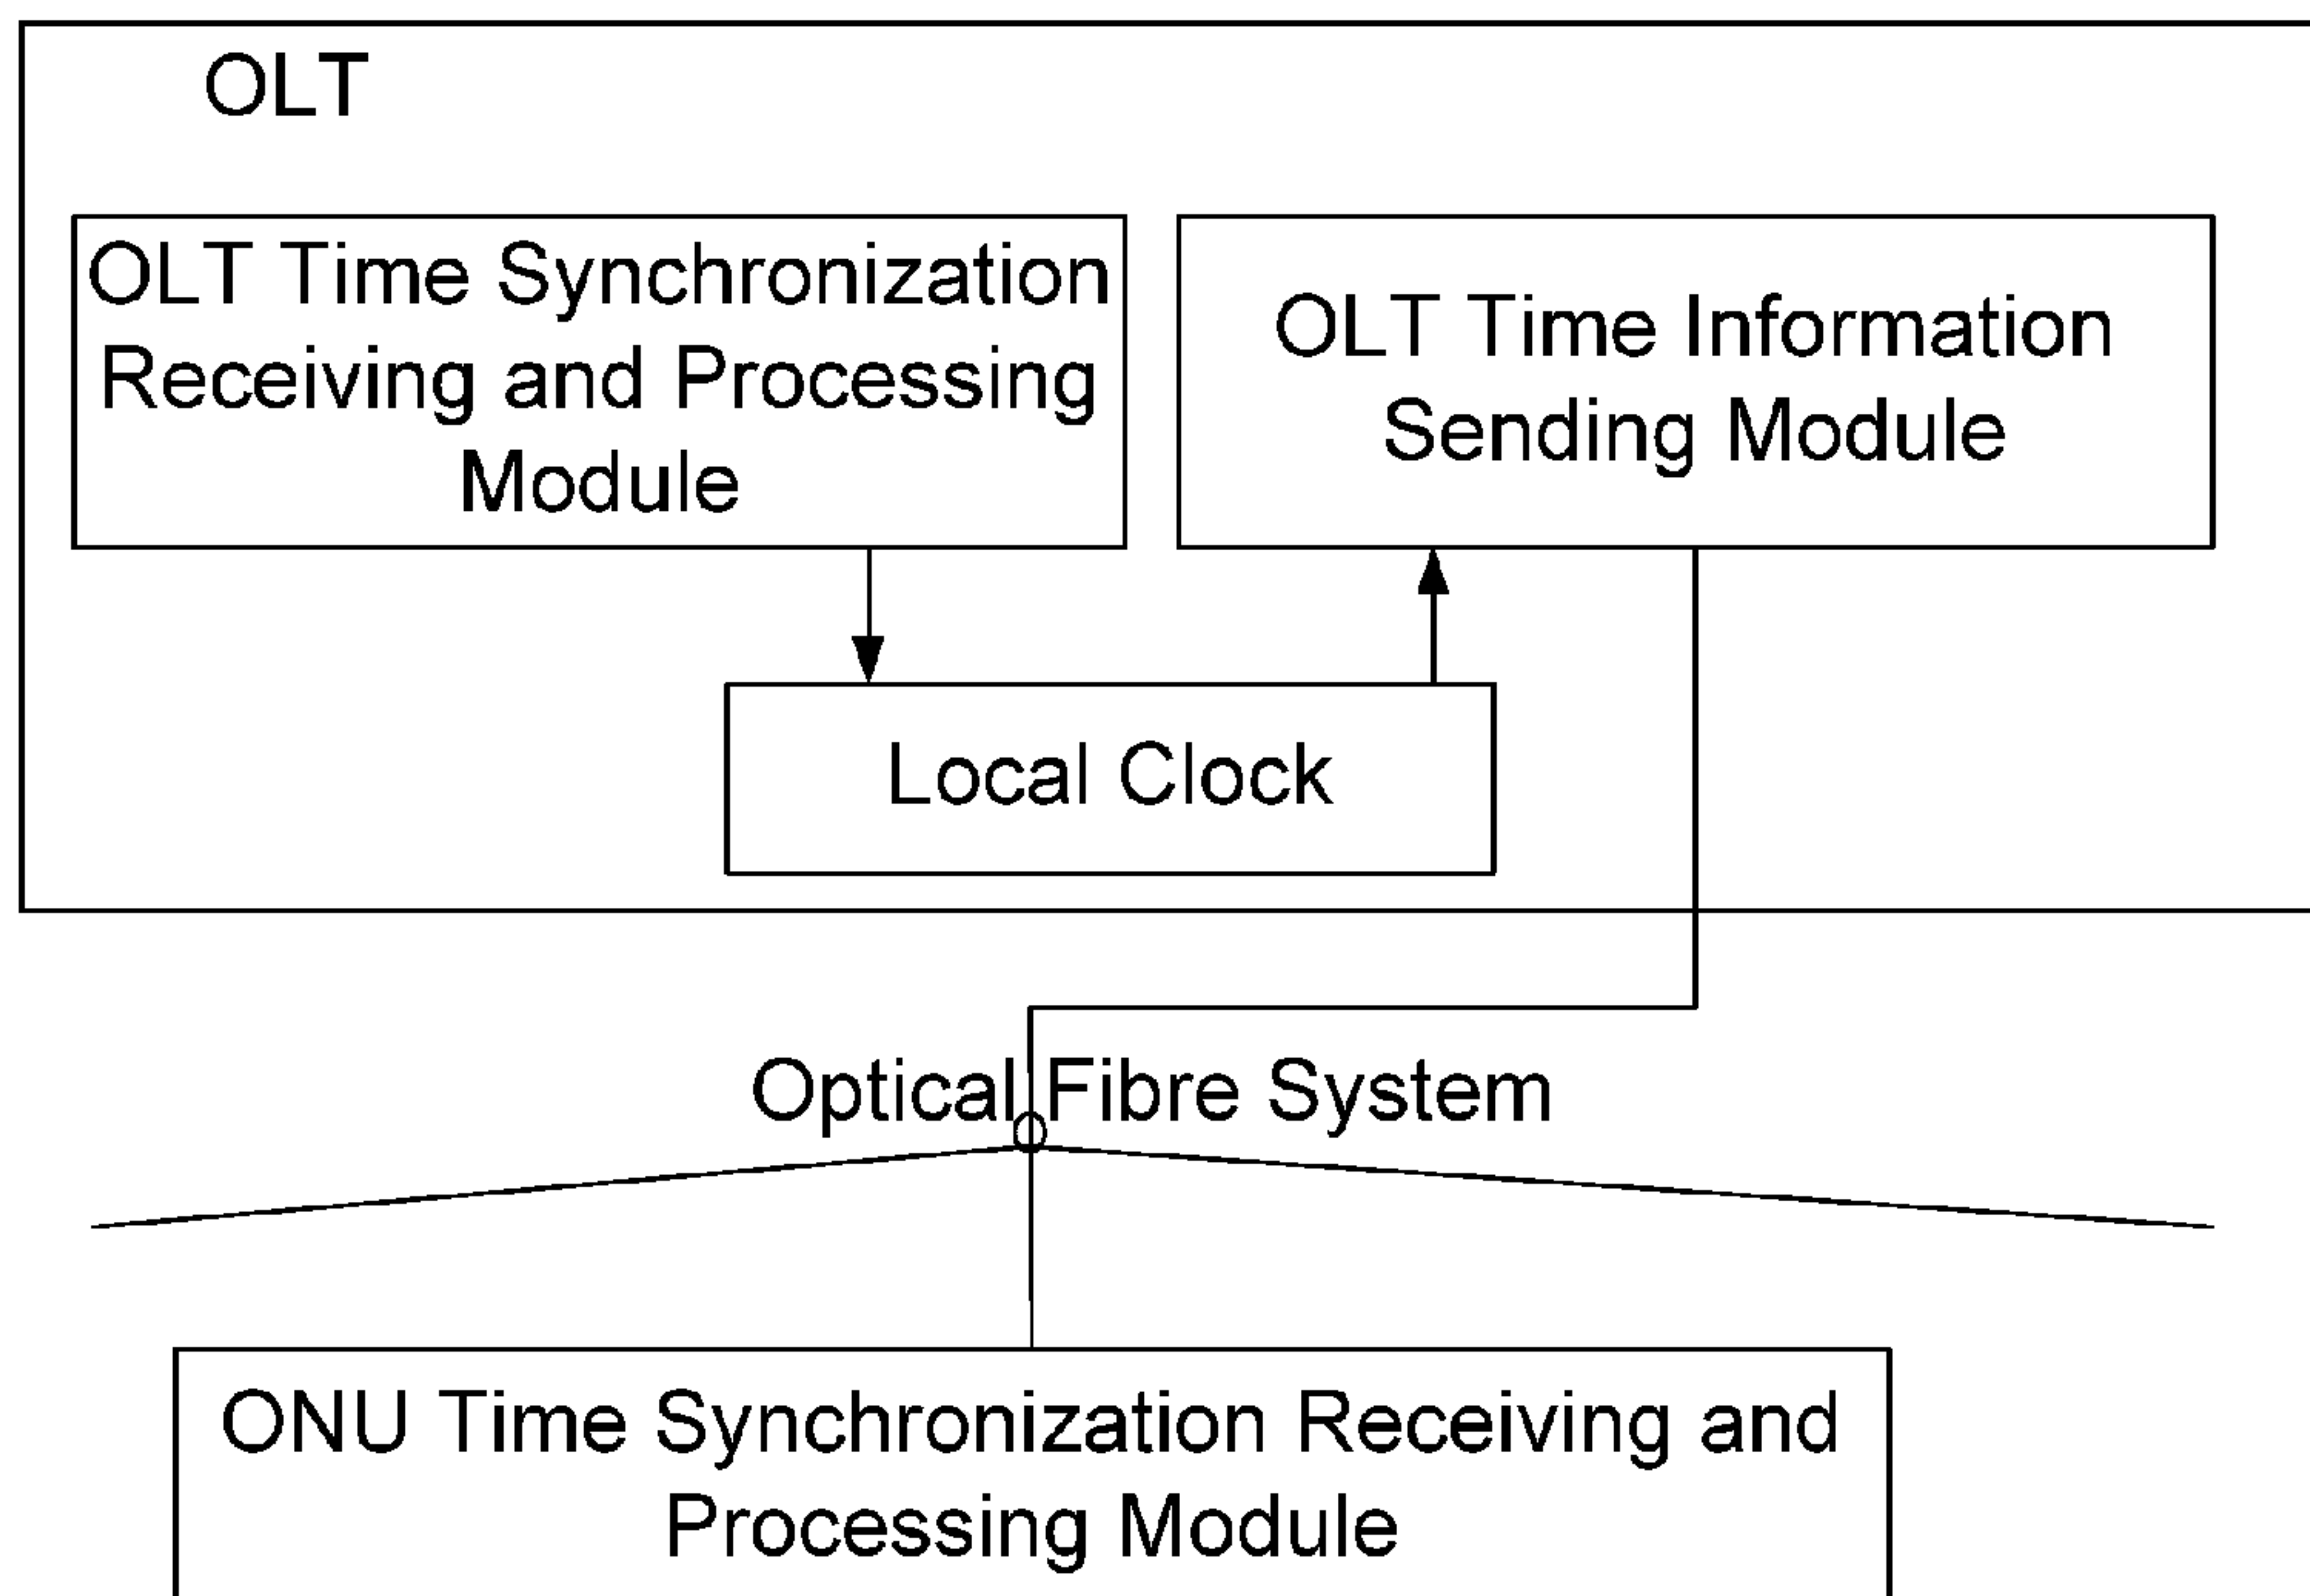 OLT
OLT Time Synchronization
Receiving and Processing
Module
OLT Time Information
Sending Module
Local Clock
Optical Fibre System
ONU Time Synchronization Receiving and
Processing Module